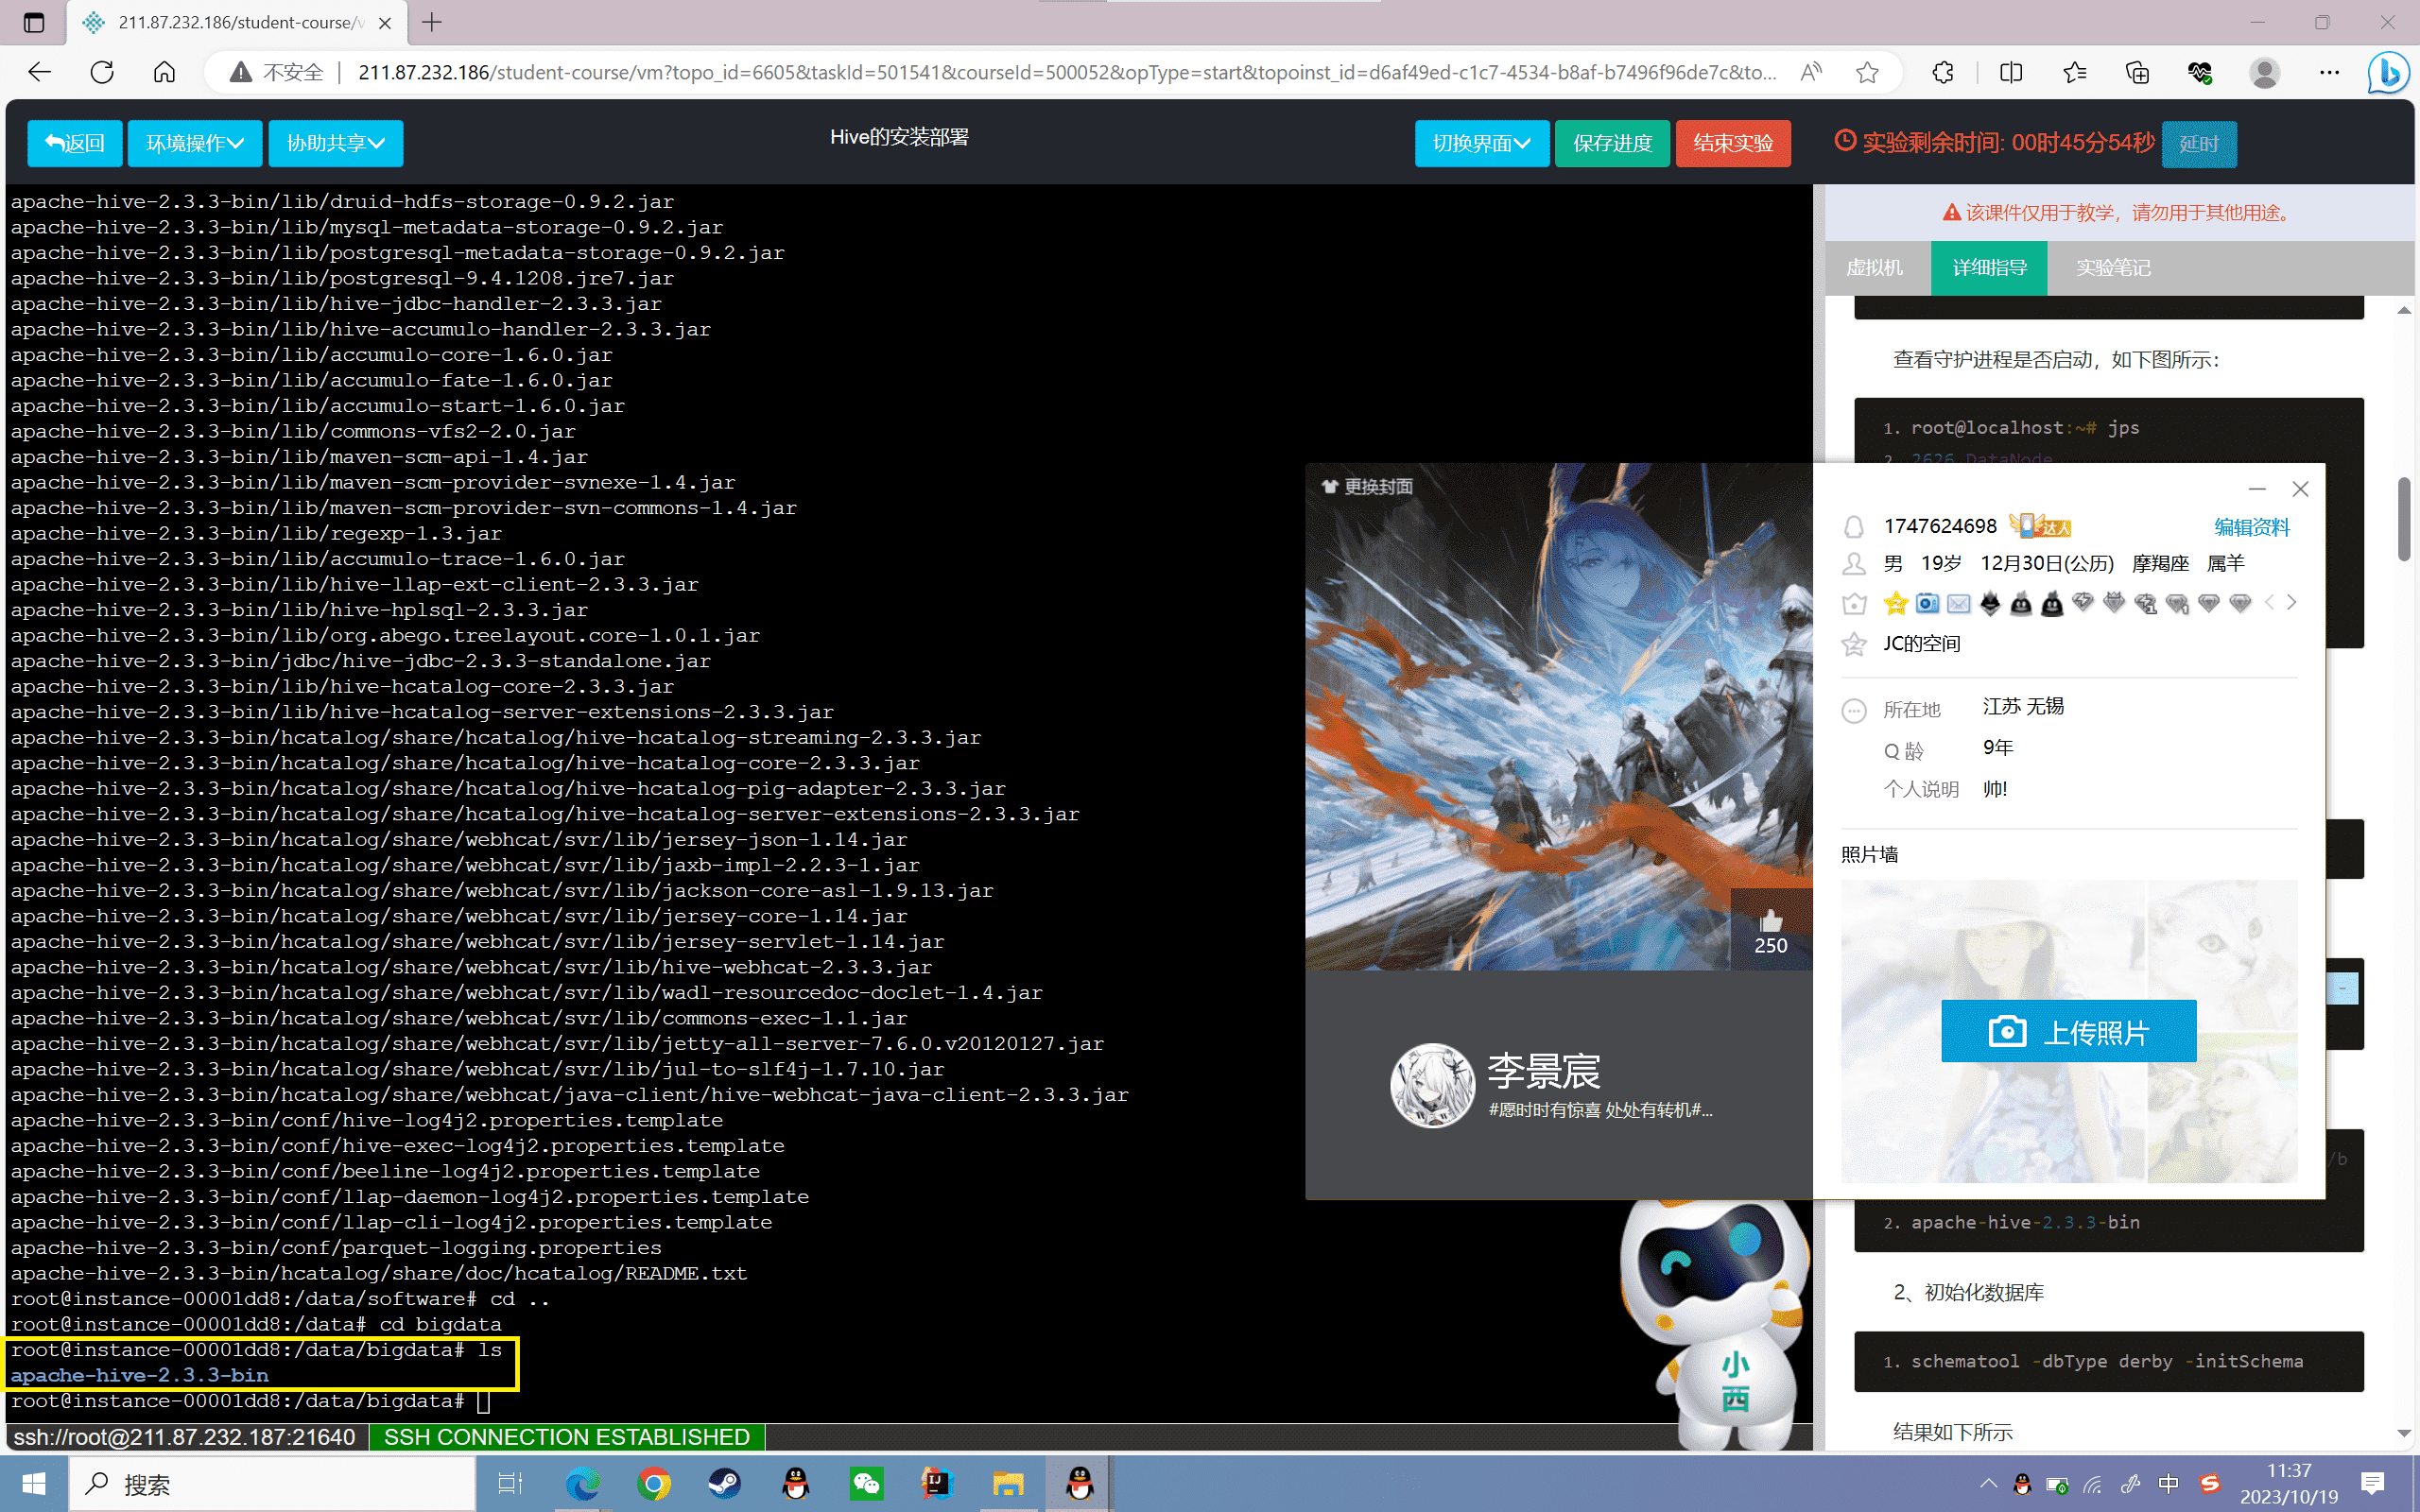 211.87.232.186/student-course/v
不安全 | 211.87.232.186/student-course/vm?topo_id=6605&taskId=501541&courseId=500052&opType=start&topoinst_id=d6af49ed-c1c7-4534-b8af-b7496f96de7c&to...
返回 环境操作 协助共享 Hive的安装部署 切换界面 保存进度 结束实验 实验剩余时间: 00时45分54秒 延时
apache-hive-2.3.3-bin/lib/druid-hdfs-storage-0.9.2.jar
apache-hive-2.3.3-bin/lib/mysql-metadata-storage-0.9.2.jar
apache-hive-2.3.3-bin/lib/postgresql-metadata-storage-0.9.2.jar
apache-hive-2.3.3-bin/lib/postgresql-9.4.1208.jre7.jar
apache-hive-2.3.3-bin/lib/hive-jdbc-handler-2.3.3.jar
apache-hive-2.3.3-bin/lib/hive-accumulo-handler-2.3.3.jar
apache-hive-2.3.3-bin/lib/accumulo-core-1.6.0.jar
apache-hive-2.3.3-bin/lib/accumulo-fate-1.6.0.jar
apache-hive-2.3.3-bin/lib/accumulo-start-1.6.0.jar
apache-hive-2.3.3-bin/lib/commons-vfs2-2.0.jar
apache-hive-2.3.3-bin/lib/maven-scm-api-1.4.jar
apache-hive-2.3.3-bin/lib/maven-scm-provider-svnexe-1.4.jar
apache-hive-2.3.3-bin/lib/maven-scm-provider-svn-commons-1.4.jar
apache-hive-2.3.3-bin/lib/regexp-1.3.jar
apache-hive-2.3.3-bin/lib/accumulo-trace-1.6.0.jar
apache-hive-2.3.3-bin/lib/hive-llap-ext-client-2.3.3.jar
apache-hive-2.3.3-bin/lib/hive-hplsql-2.3.3.jar
apache-hive-2.3.3-bin/lib/org.abego.treelayout.core-1.0.1.jar
apache-hive-2.3.3-bin/jdbc/hive-jdbc-2.3.3-standalone.jar
apache-hive-2.3.3-bin/lib/hive-hcatalog-core-2.3.3.jar
apache-hive-2.3.3-bin/lib/hive-hcatalog-server-extensions-2.3.3.jar
apache-hive-2.3.3-bin/hcatalog/share/hcatalog/hive-hcatalog-streaming-2.3.3.jar
apache-hive-2.3.3-bin/hcatalog/share/hcatalog/hive-hcatalog-core-2.3.3.jar
apache-hive-2.3.3-bin/hcatalog/share/hcatalog/hive-hcatalog-pig-adapter-2.3.3.jar
apache-hive-2.3.3-bin/hcatalog/share/hcatalog/hive-hcatalog-server-extensions-2.3.3.jar
apache-hive-2.3.3-bin/hcatalog/share/webhcat/svr/lib/jersey-json-1.14.jar
apache-hive-2.3.3-bin/hcatalog/share/webhcat/svr/lib/jaxb-impl-2.2.3-1.jar
apache-hive-2.3.3-bin/hcatalog/share/webhcat/svr/lib/jackson-core-asl-1.9.13.jar
apache-hive-2.3.3-bin/hcatalog/share/webhcat/svr/lib/jersey-core-1.14.jar
apache-hive-2.3.3-bin/hcatalog/share/webhcat/svr/lib/jersey-servlet-1.14.jar
apache-hive-2.3.3-bin/hcatalog/share/webhcat/svr/lib/hive-webhcat-2.3.3.jar
apache-hive-2.3.3-bin/hcatalog/share/webhcat/svr/lib/wadl-resourcedoc-doclet-1.4.jar
apache-hive-2.3.3-bin/hcatalog/share/webhcat/svr/lib/commons-exec-1.1.jar
apache-hive-2.3.3-bin/hcatalog/share/webhcat/svr/lib/jetty-all-server-7.6.0.v20120127.jar
apache-hive-2.3.3-bin/hcatalog/share/webhcat/svr/lib/jul-to-slf4j-1.7.10.jar
apache-hive-2.3.3-bin/hcatalog/share/webhcat/java-client/hive-webhcat-java-client-2.3.3.jar
apache-hive-2.3.3-bin/conf/hive-log4j2.properties.template
apache-hive-2.3.3-bin/conf/hive-exec-log4j2.properties.template
apache-hive-2.3.3-bin/conf/beeline-log4j2.properties.template
apache-hive-2.3.3-bin/conf/llap-daemon-log4j2.properties.template
apache-hive-2.3.3-bin/conf/llap-cli-log4j2.properties.template
apache-hive-2.3.3-bin/conf/parquet-logging.properties
apache-hive-2.3.3-bin/hcatalog/share/doc/hcatalog/README.txt
root@instance-00001dd8:/data/software# cd ..
root@instance-00001dd8:/data# cd bigdata
root@instance-00001dd8:/data/bigdata# ls
apache-hive-2.3.3-bin
root@instance-00001dd8:/data/bigdata#
ssh://root@211.87.232.187:21640 SSH CONNECTION ESTABLISHED
该课件仅用于教学，请勿用于其他用途。
虚拟机 详细指导 实验笔记
查看守护进程是否启动，如下图所示：
1. root@localhost:~# jps
2. 2626 DataNode
更换封面
250
李景宸
#愿时时有惊喜 处处有转机#...
1747624698 达人 编辑资料
男 19岁 12月30日(公历) 摩羯座 属羊
JC的空间
所在地 江苏 无锡
Q 龄 9年
个人说明 帅!
照片墙
上传照片
/b
2. apache-hive-2.3.3-bin
2、初始化数据库
1. schematool -dbType derby -initSchema
结果如下所示
小
西
搜索
中
11:37
2023/10/19